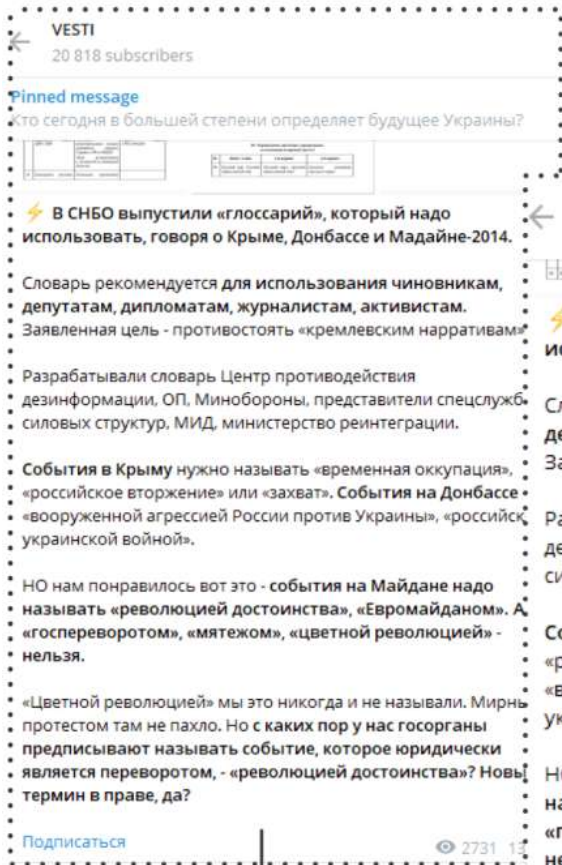 VESTI
20 818 subscribers
Pinned message
Кто сегодня в большей степени определяет будущее Украины?
⚡ В СНБО выпустили «глоссарий», который надо
использовать, говоря о Крыме, Донбассе и Мадайне-2014.
Словарь рекомендуется для использования чиновникам,
депутатам, дипломатам, журналистам, активистам.
Заявленная цель - противостоять «кремлевским нарративам»
Разрабатывали словарь Центр противодействия
дезинформации, ОП, Минобороны, представители спецслужб
силовых структур, МИД, министерство реинтеграции.
События в Крыму нужно называть «временная оккупация»,
«российское вторжение» или «захват». События на Донбассе
«вооруженной агрессией России против Украины», «российск
украинской войной».
НО нам понравилось вот это - события на Майдане надо
называть «революцией достоинства», «Евромайданом». А
«госпереворотом», «мятежом», «цветной революцией» -
нельзя.
«Цветной революцией» мы это никогда и не называли. Мирны
протестом там не пахло. Но с каких пор у нас госорганы
предписывают называть событие, которое юридически
является переворотом, - «революцией достоинства»? Новы
термин в праве, да?
Подписаться
2731 13